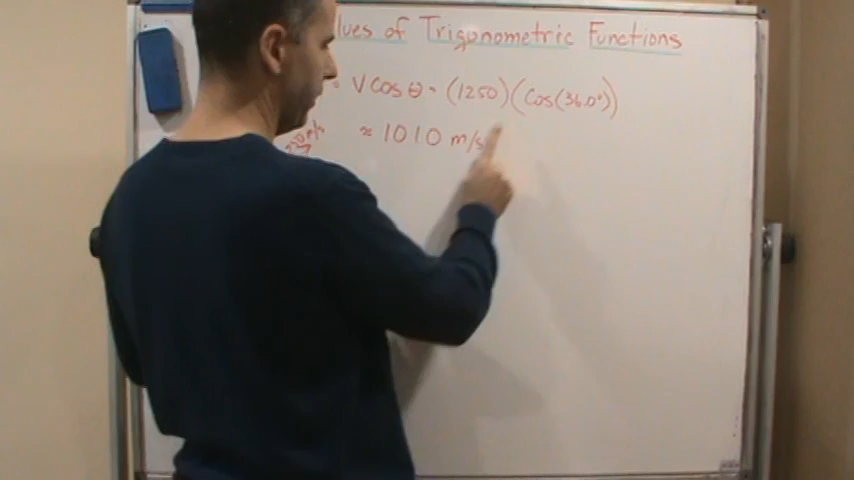 lues of Trigonometric Functions
= V Cos θ = (1250)(Cos(36.0°))
≈ 1010 m/s